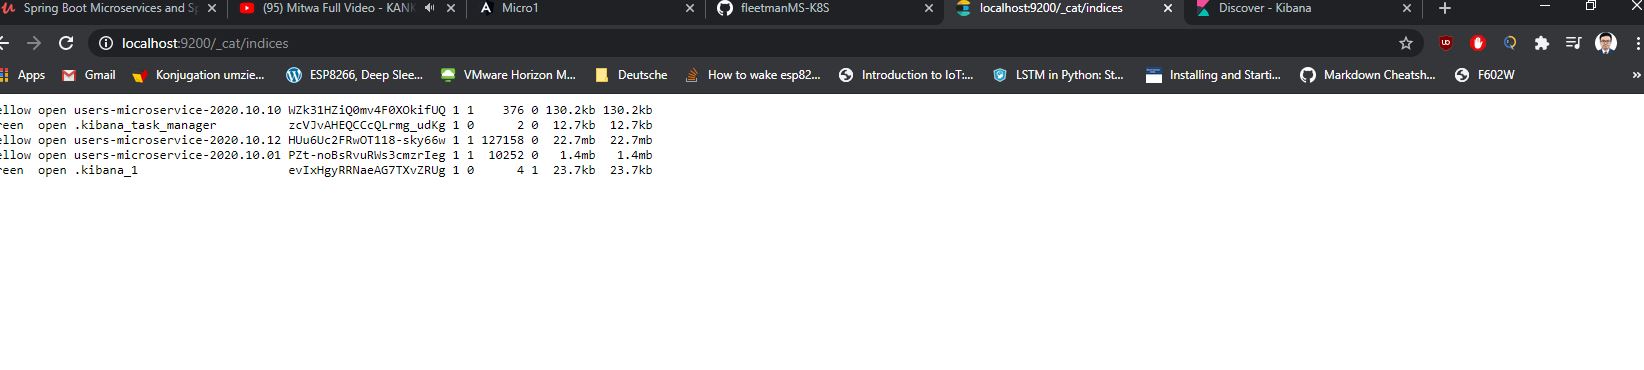 Spring Boot Microservices and Sp (95) Mitwa Full Video - KANK Micro1 fleetmanMS-K8S localhost:9200/_cat/indices Discover - Kibana
localhost:9200/_cat/indices
Apps Gmail Konjugation umzie... ESP8266, Deep Slee... VMware Horizon M... Deutsche How to wake esp82... Introduction to IoT:... LSTM in Python: St... Installing and Starti... Markdown Cheatsh... F602W »
ellow open users-microservice-2020.10.10 WZk31HZiQ0mv4F0XOkifUQ 1 1 376 0 130.2kb 130.2kb
reen open .kibana_task_manager zcVJvAHEQCCcQLrmg_udKg 1 0 2 0 12.7kb 12.7kb
ellow open users-microservice-2020.10.12 HUu6Uc2FRwOT118-sky66w 1 1 127158 0 22.7mb 22.7mb
ellow open users-microservice-2020.10.01 PZt-noBsRvuRWs3cmzrIeg 1 1 10252 0 1.4mb 1.4mb
reen open .kibana_1 evIxHgyRRNaeAG7TXvZRUg 1 0 4 1 23.7kb 23.7kb